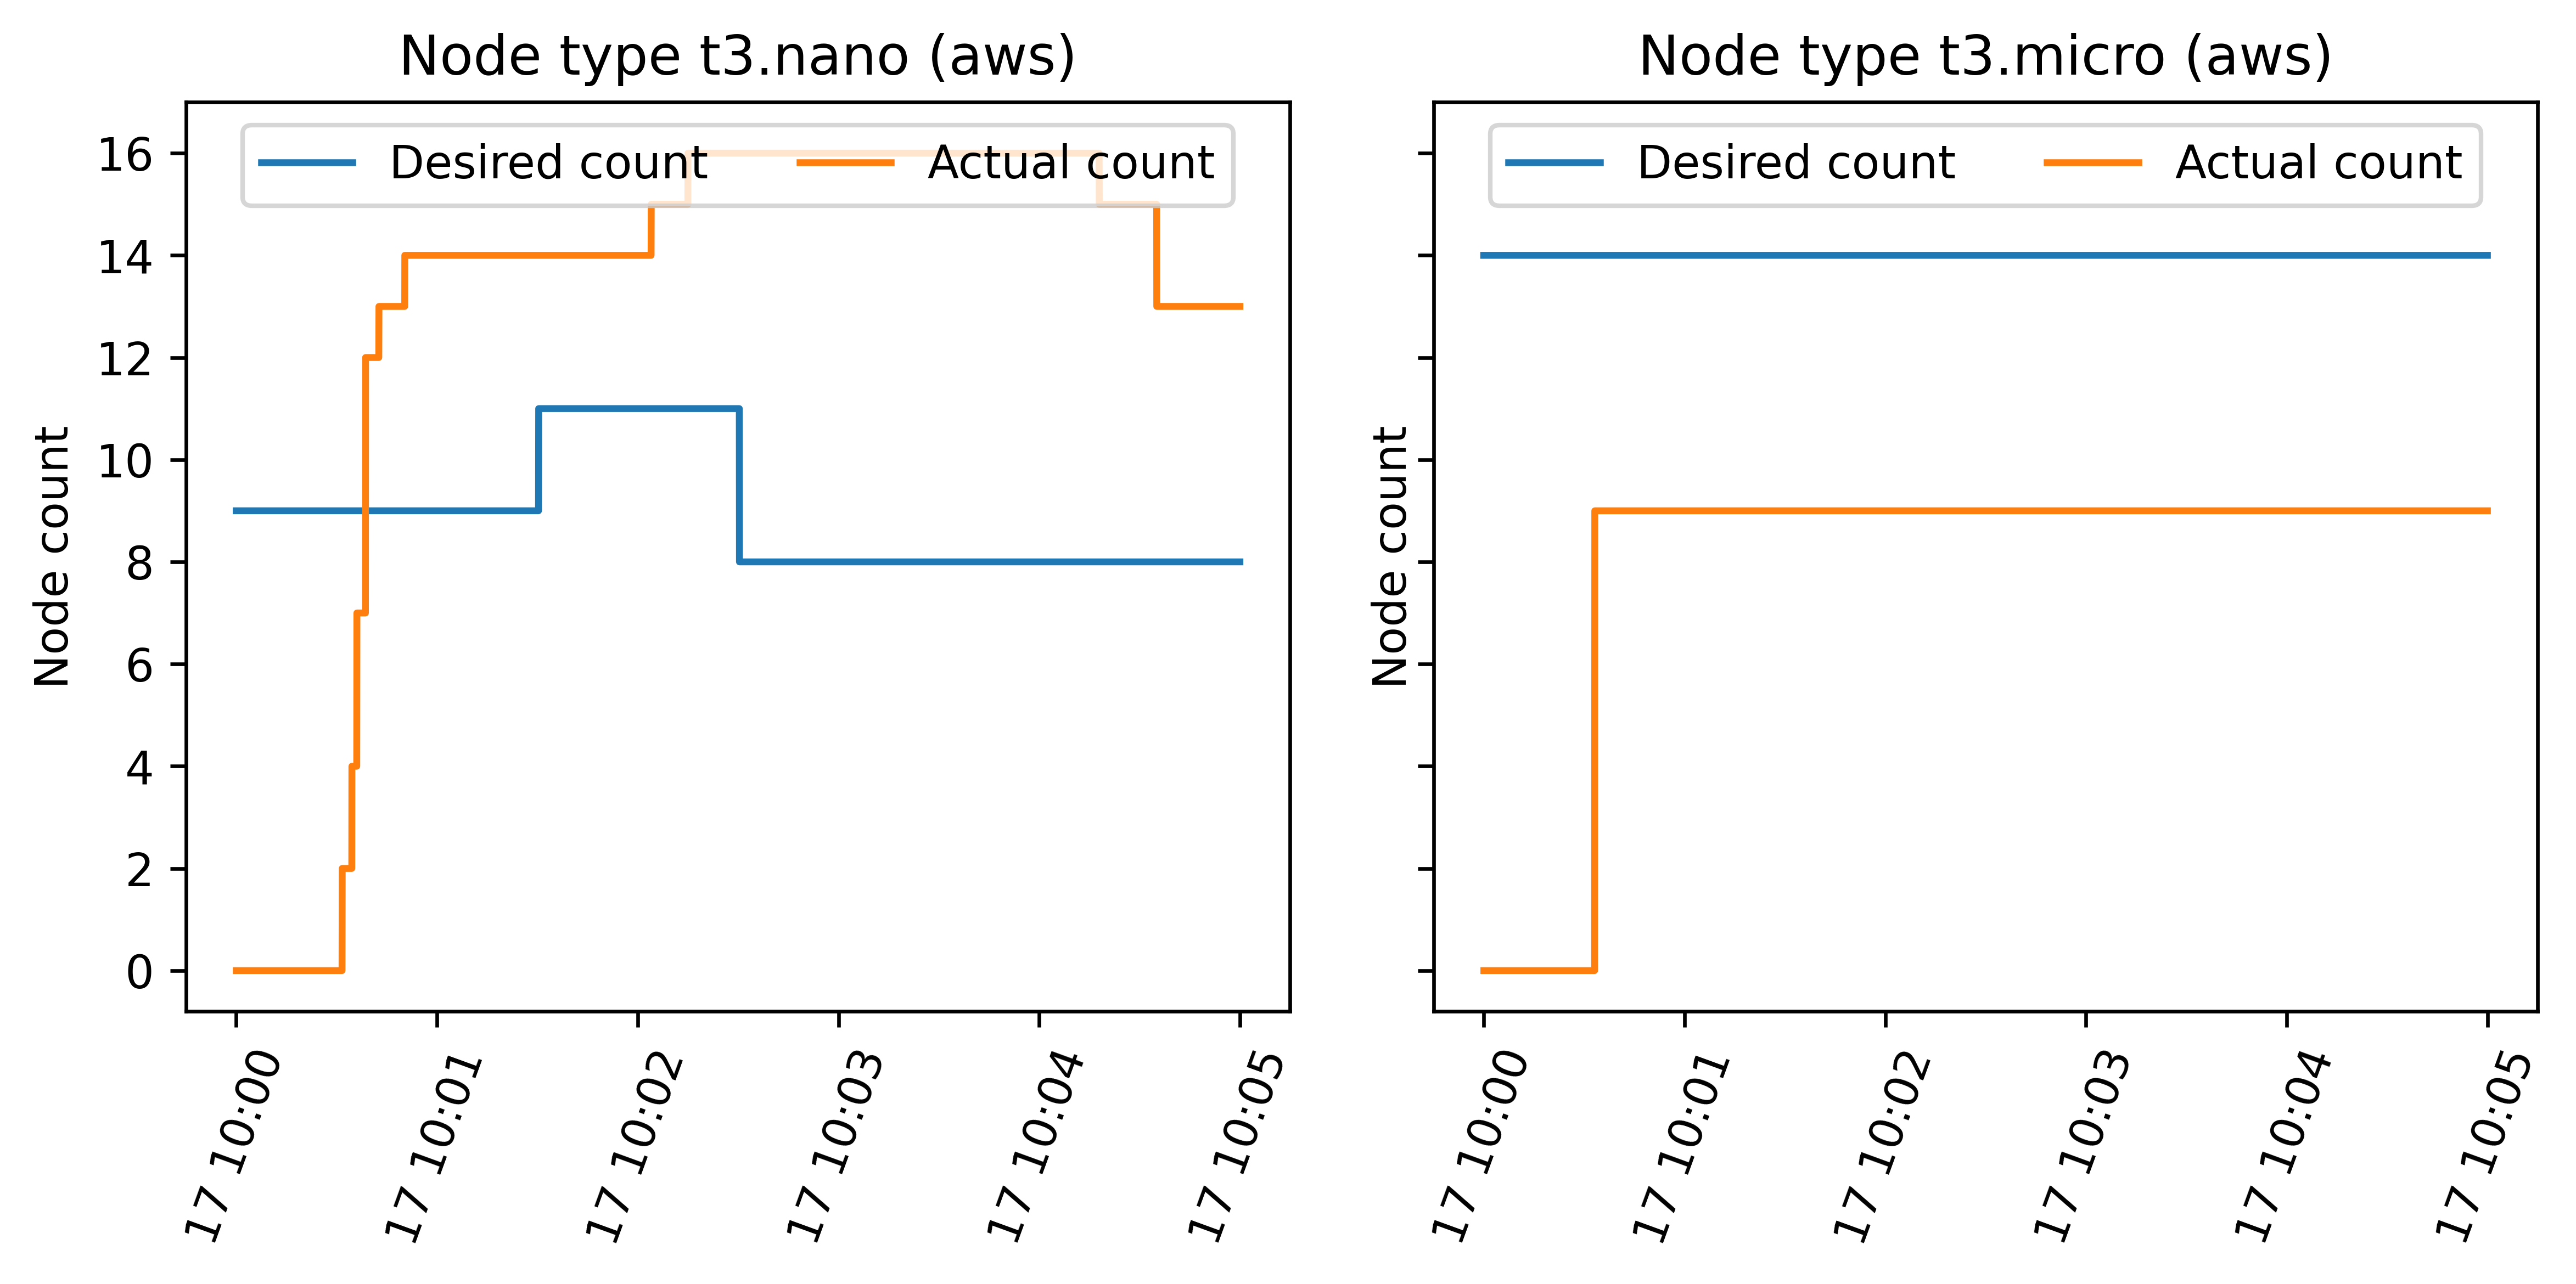 Node type t3.nano (aws)
Desired count
Actual count
Node count
16
14
12
10
8
6
4
2
0
17 10:00
17 10:01
17 10:02
17 10:03
17 10:04
17 10:05
Node type t3.micro (aws)
Desired count
Actual count
Node count
17 10:00
17 10:01
17 10:02
17 10:03
17 10:04
17 10:05